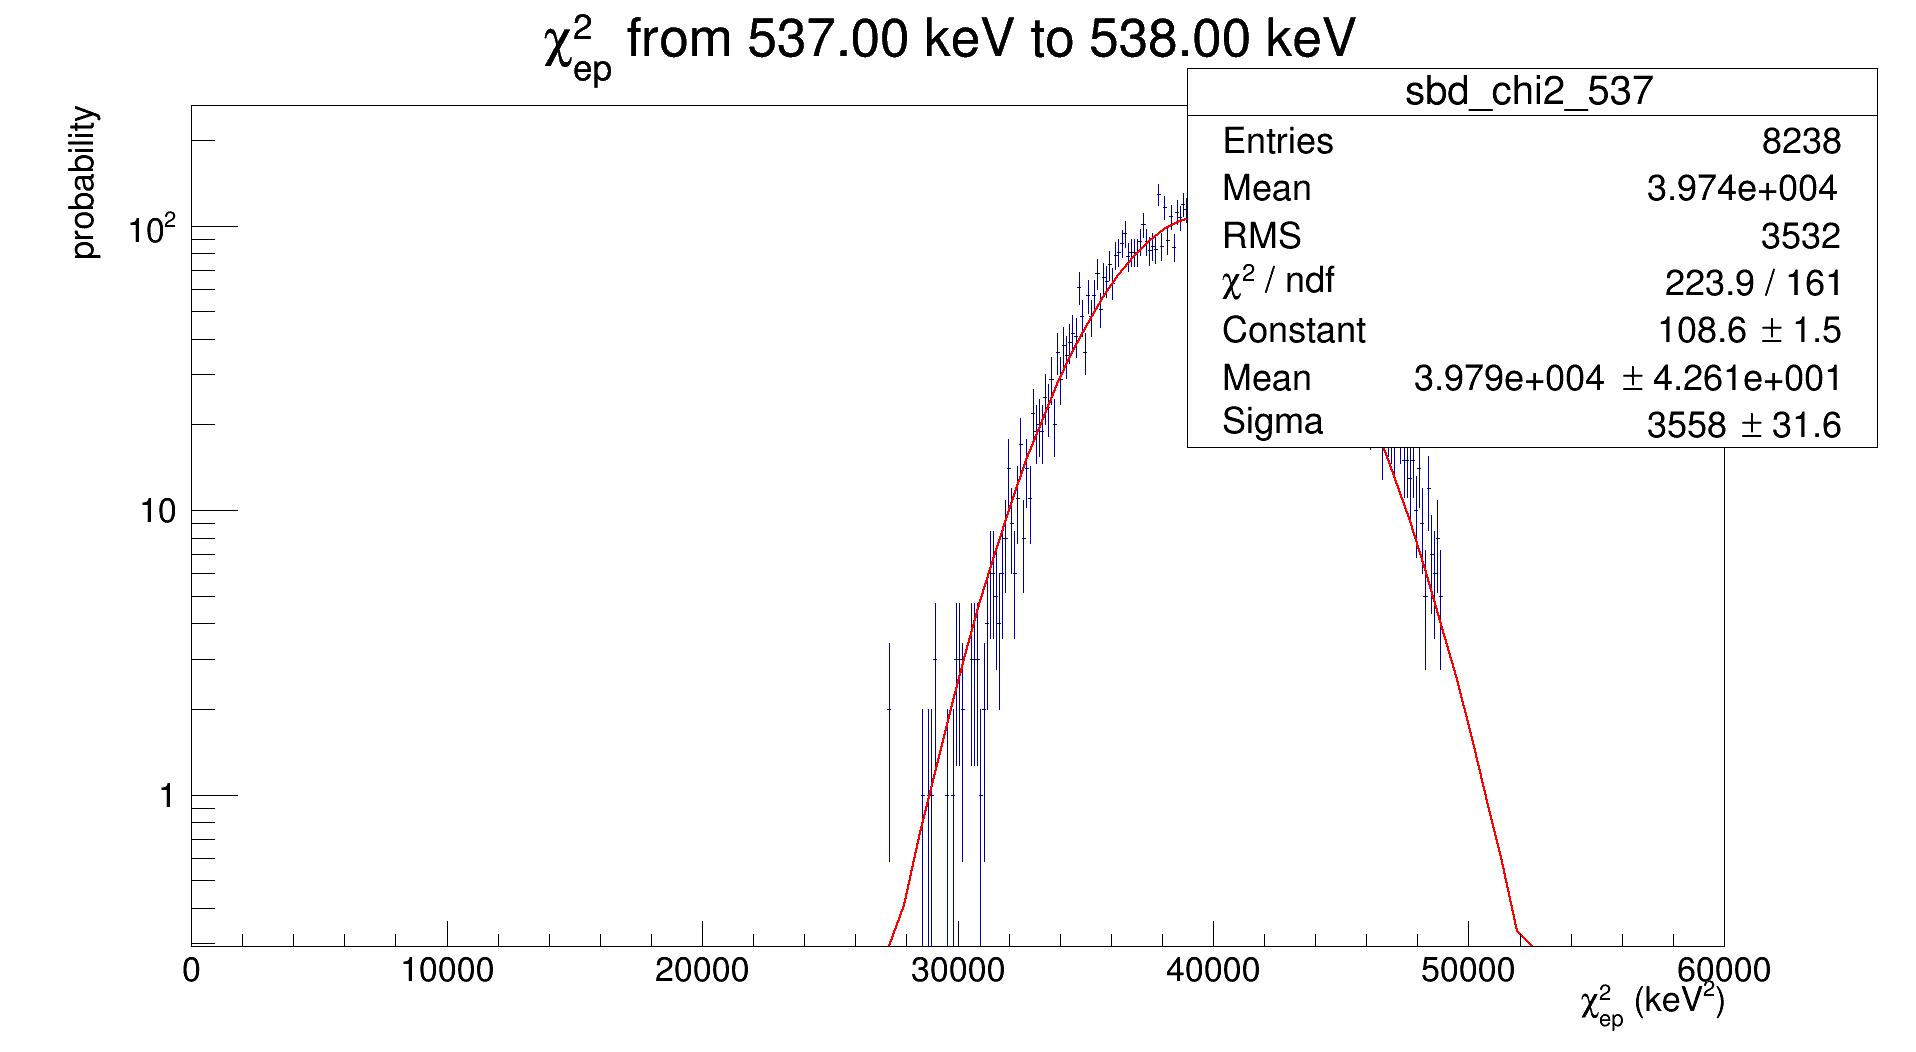 χ²ep from 537.00 keV to 538.00 keV
probability
sbd_chi2_537
Entries 8238
Mean 3.974e+004
RMS 3532
χ² / ndf 223.9 / 161
Constant 108.6 ± 1.5
Mean 3.979e+004 ± 4.261e+001
Sigma 3558 ± 31.6
10²
10
1
0 10000 20000 30000 40000 50000 60000
χ²ep (keV²)